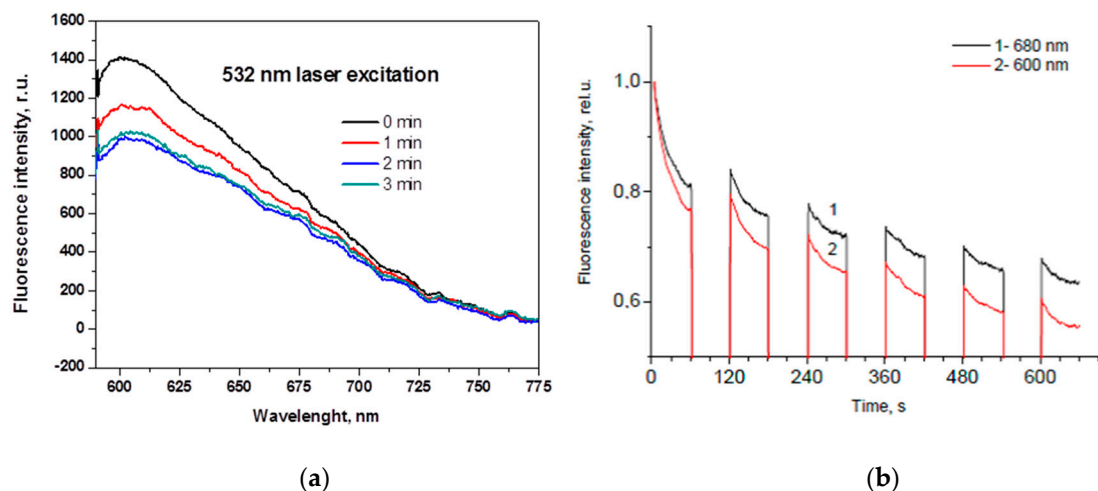 532 nm laser excitation
0 min
1 min
2 min
3 min
Fluorescence intensity, r.u.
1600
1400
1200
1000
800
600
400
200
0
-200
600 625 650 675 700 725 750 775
Wavelenght, nm
(a)
1- 680 nm
2- 600 nm
Fluorescence intensity, rel.u.
1.0
0.8
0.6
1
2
0 120 240 360 480 600
Time, s
(b)